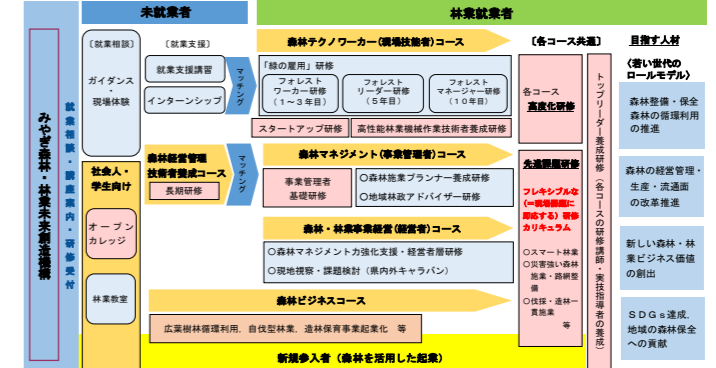 未就業者
林業就業者
みやぎ森林・林業未来創造機構
就業相談・講座案内・研修受付
〔就業相談〕
ガイダンス
・
現場体験
〔就業支援〕
就業支援講習
インターンシップ
マッチング
森林テクノワーカー(現場技能者)コース
「緑の雇用」研修
フォレスト
ワーカー研修
(1～3年目)
フォレスト
リーダー研修
(5年目)
フォレスト
マネージャー研修
(10年目)
スタートアップ研修
高性能林業機械作業技術者養成研修
社会人・
学生向け
オープン
カレッジ
林業教室
森林経営管理
技術者養成コース
長期研修
マッチング
森林マネジメント(事業管理者)コース
事業管理者
基礎研修
○森林施業プランナー養成研修
○地域林政アドバイザー研修
森林・林業事業経営(経営者)コース
○森林マネジメント力強化支援・経営者層研修
○現地視察・課題検討（県内外キャラバン）
森林ビジネスコース
広葉樹林循環利用，自伐型林業，造林保育事業起業化　等
新規参入者（森林を活用した起業）
〔各コース共通〕
各コース
高度化研修
先進課題研修
フレキシブルな
(＝現場課題に
即応する）研修
カリキュラム
○スマート林業
○災害強い森林
施業・路網整
備
○伐採・造林一
貫施業
等
トップリーダー養成研修（各コースの研修講師・実技指導者の養成）
目指す人材
〈若い世代の
ロールモデル〉
森林整備・保全
森林の循環利用
の推進
森林の経営管理・
生産・流通面
の改革推進
新しい森林・林
業ビジネス価値
の創出
ＳＤＧｓ達成，
地域の森林保全
への貢献